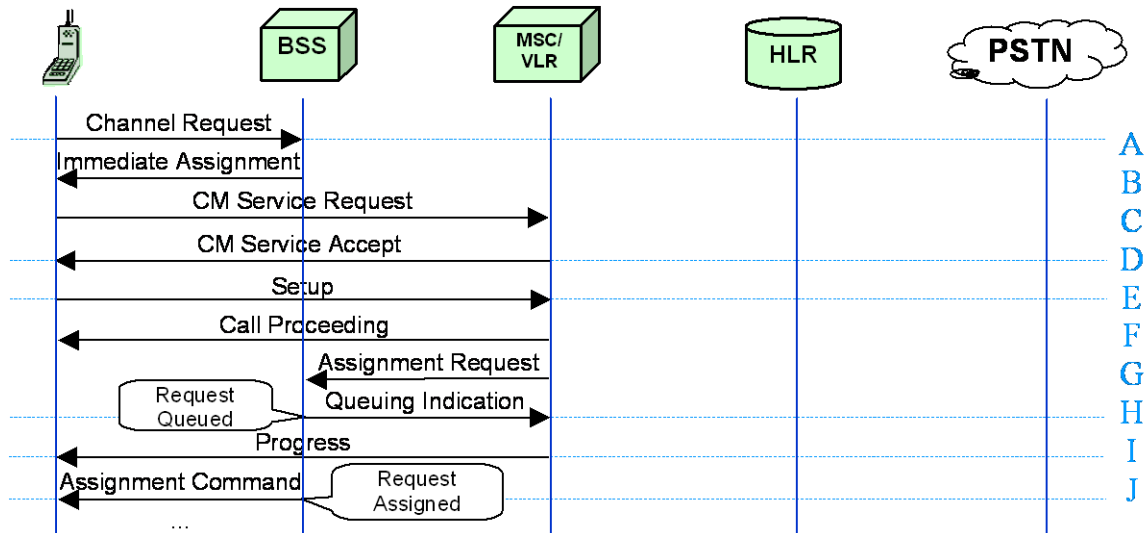 BSS
MSC/
VLR
HLR
PSTN
Channel Request
A
Immediate Assignment
B
CM Service Request
C
CM Service Accept
D
Setup
E
Call Proceeding
F
Assignment Request
G
Request
Queued
Queuing Indication
H
Progress
I
Assignment Command
Request
Assigned
J
...